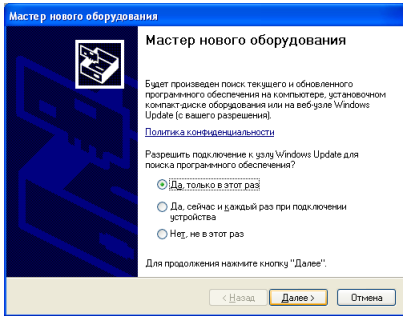 Мастер нового оборудования
Мастер нового оборудования
Будет произведен поиск текущего и обновленного
программного обеспечения на компьютере, установочном
компакт-диске оборудования или на веб-узле Windows
Update (с вашего разрешения).
Политика конфиденциальности
Разрешить подключение к узлу Windows Update для
поиска программного обеспечения?
Да, только в этот раз
Да, сейчас и каждый раз при подключении
устройства
Нет, не в этот раз
Для продолжения нажмите кнопку "Далее".
< Назад Далее > Отмена